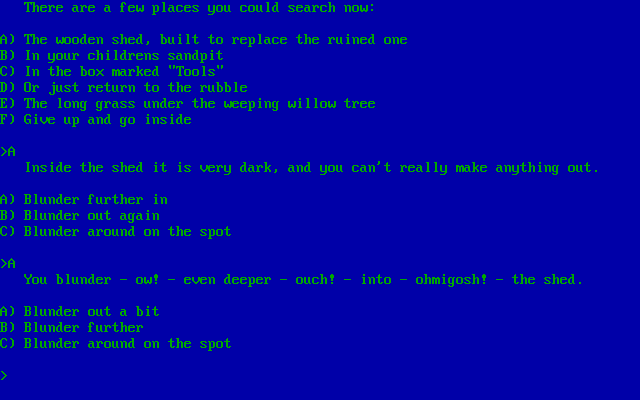 There are a few places you could search now:
A) The wooden shed, built to replace the ruined one
B) In your childrens sandpit
C) In the box marked "Tools"
D) Or just return to the rubble
E) The long grass under the weeping willow tree
F) Give up and go inside
>A
Inside the shed it is very dark, and you can't really make anything out.
A) Blunder further in
B) Blunder out again
C) Blunder around on the spot
>A
You blunder - ow! - even deeper - ouch! - into - ohmigosh! - the shed.
A) Blunder out a bit
B) Blunder further
C) Blunder around on the spot
>